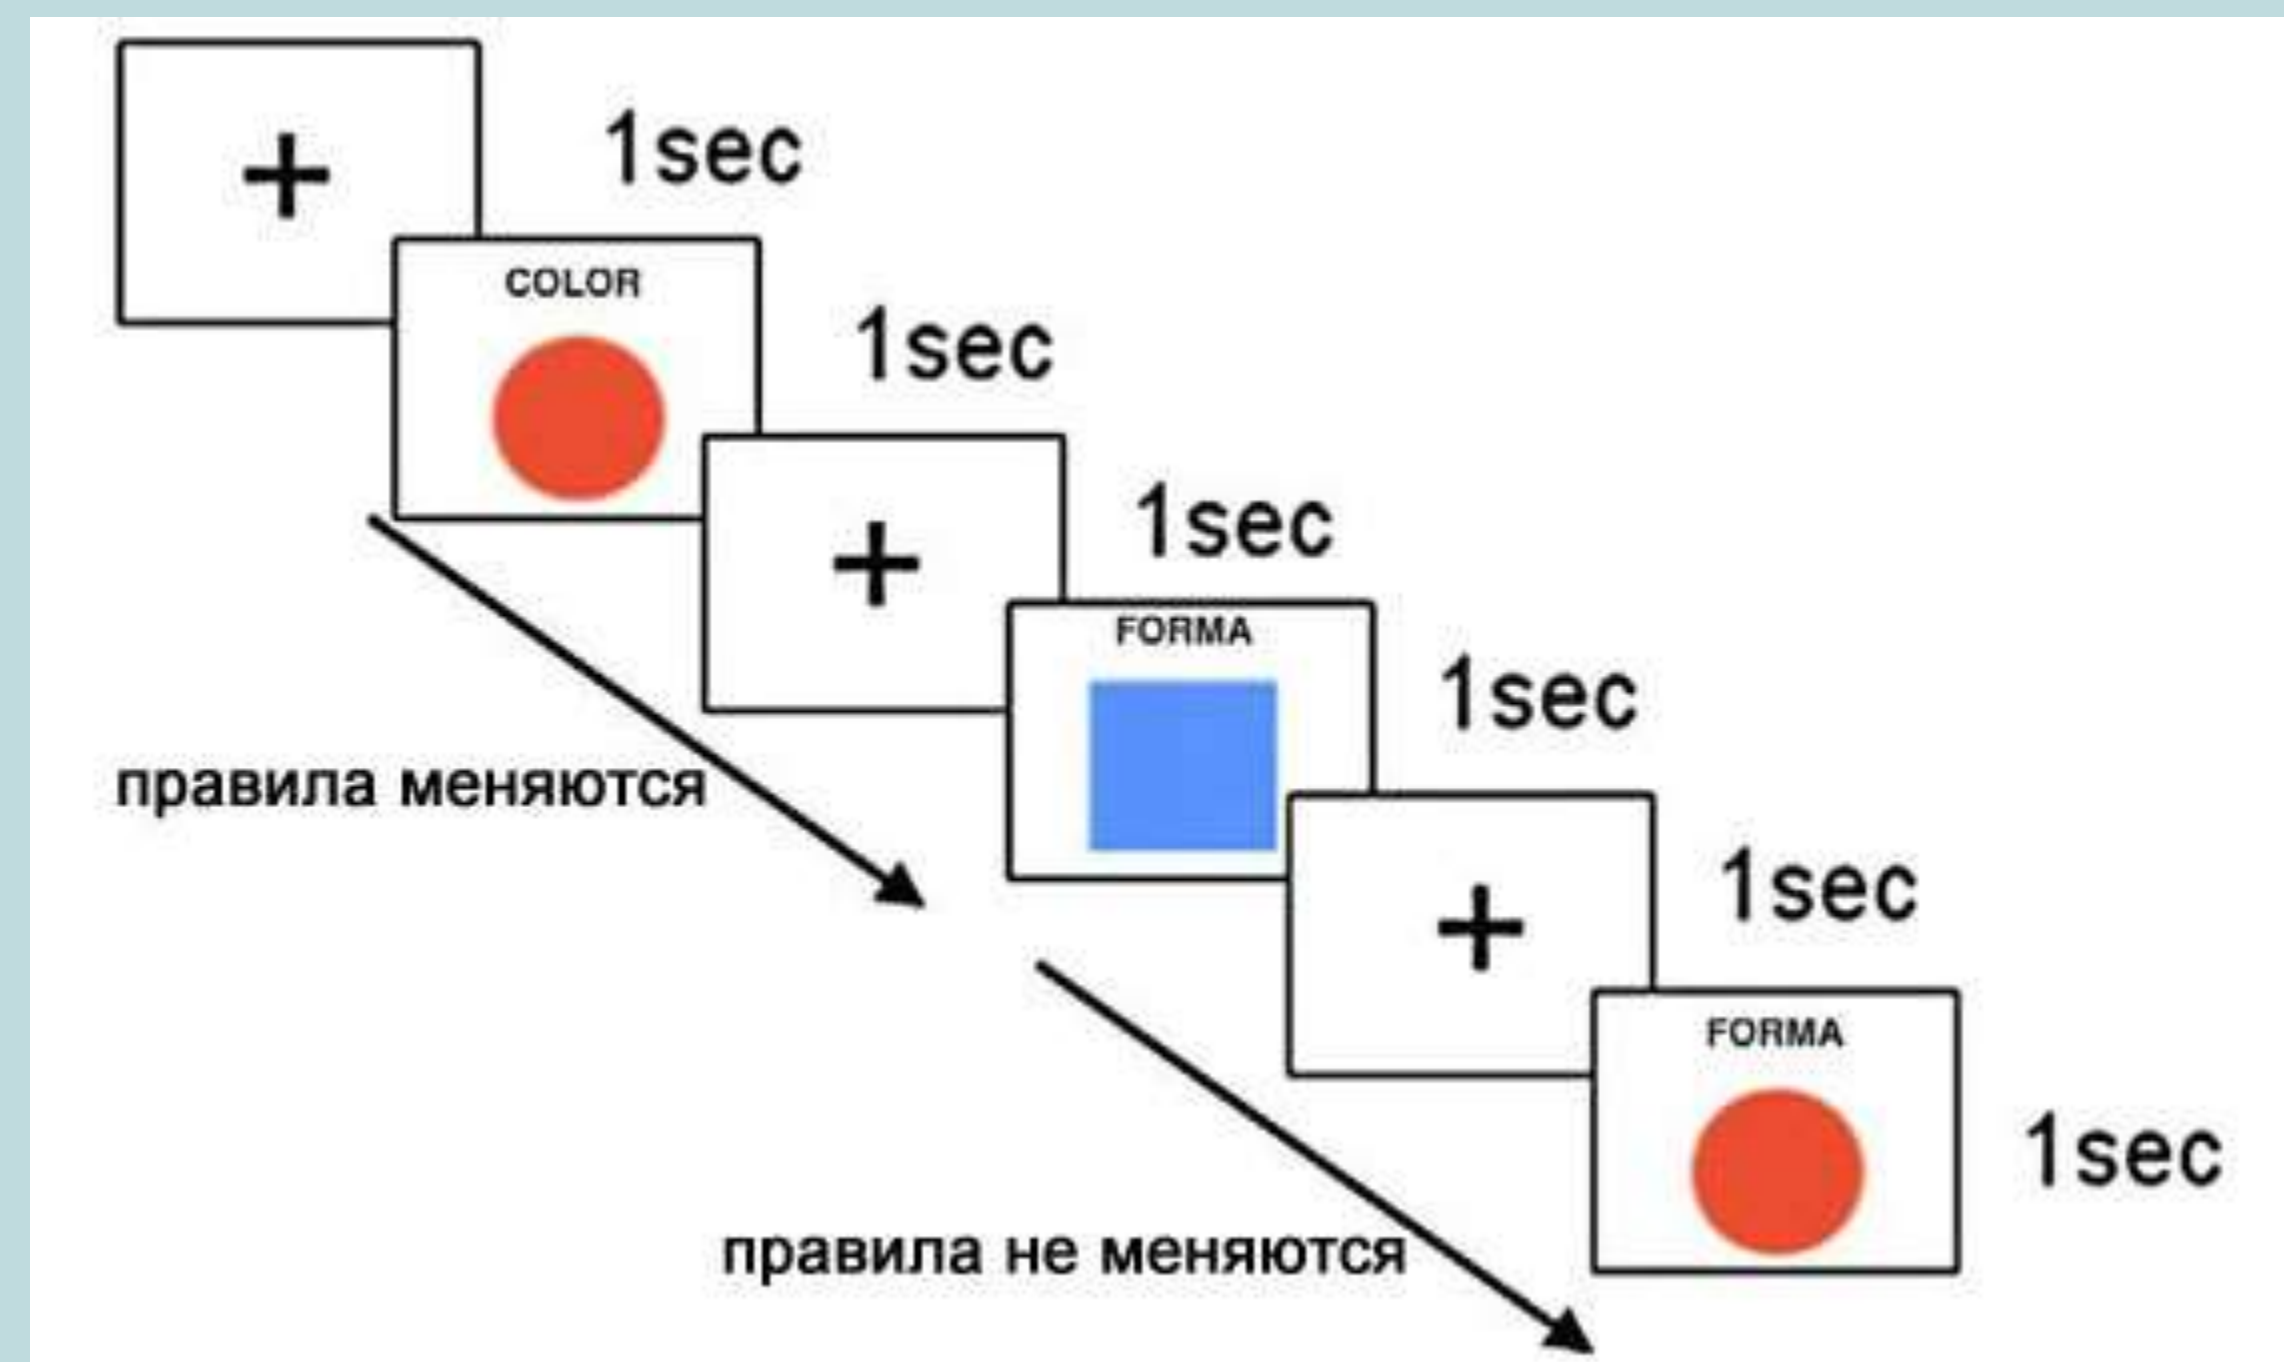 +
1sec
COLOR
1sec
+
1sec
FORMA
1sec
правила меняются
+
1sec
FORMA
1sec
правила не меняются